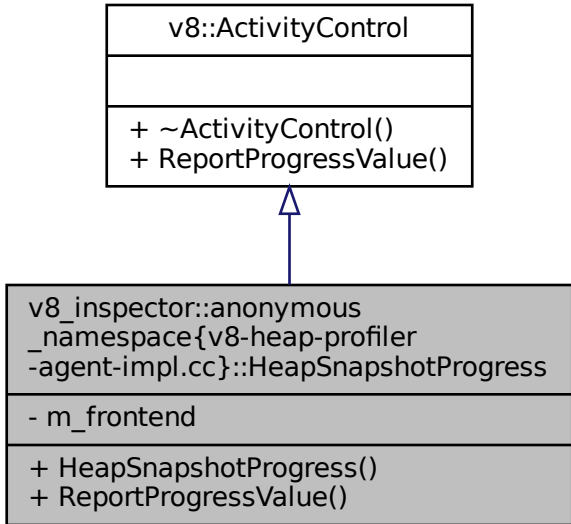 v8::ActivityControl
+ ~ActivityControl()
+ ReportProgressValue()
v8_inspector::anonymous
_namespace{v8-heap-profiler
-agent-impl.cc}::HeapSnapshotProgress
- m_frontend
+ HeapSnapshotProgress()
+ ReportProgressValue()